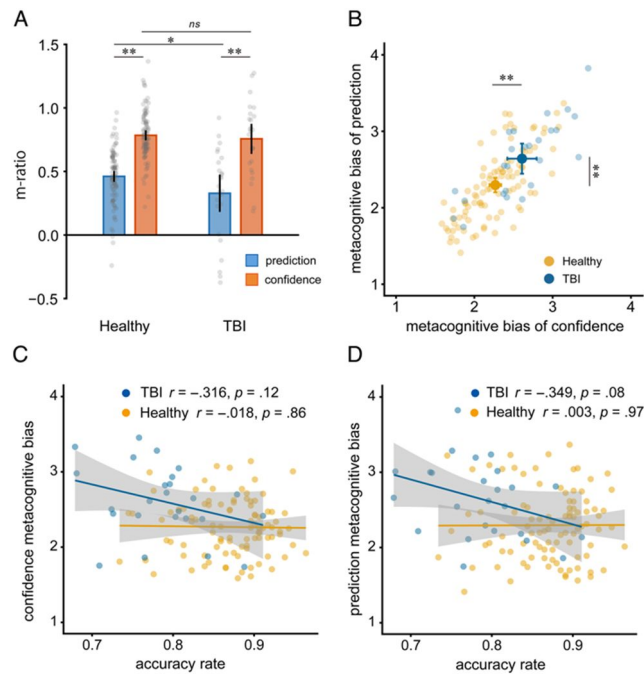 A
ns
*
**
**
1.5
1.0
0.5
0.0
−0.5
m-ratio
prediction
confidence
Healthy
TBI
B
4
3
2
1
metacognitive bias of prediction
**
**
Healthy
TBI
1
2
3
4
metacognitive bias of confidence
C
4
3
2
1
confidence metacognitive bias
TBI r = −.316, p = .12
Healthy r = −.018, p = .86
0.7
0.8
0.9
accuracy rate
D
4
3
2
1
prediction metacognitive bias
TBI r = −.349, p = .08
Healthy r = .003, p = .97
0.7
0.8
0.9
accuracy rate